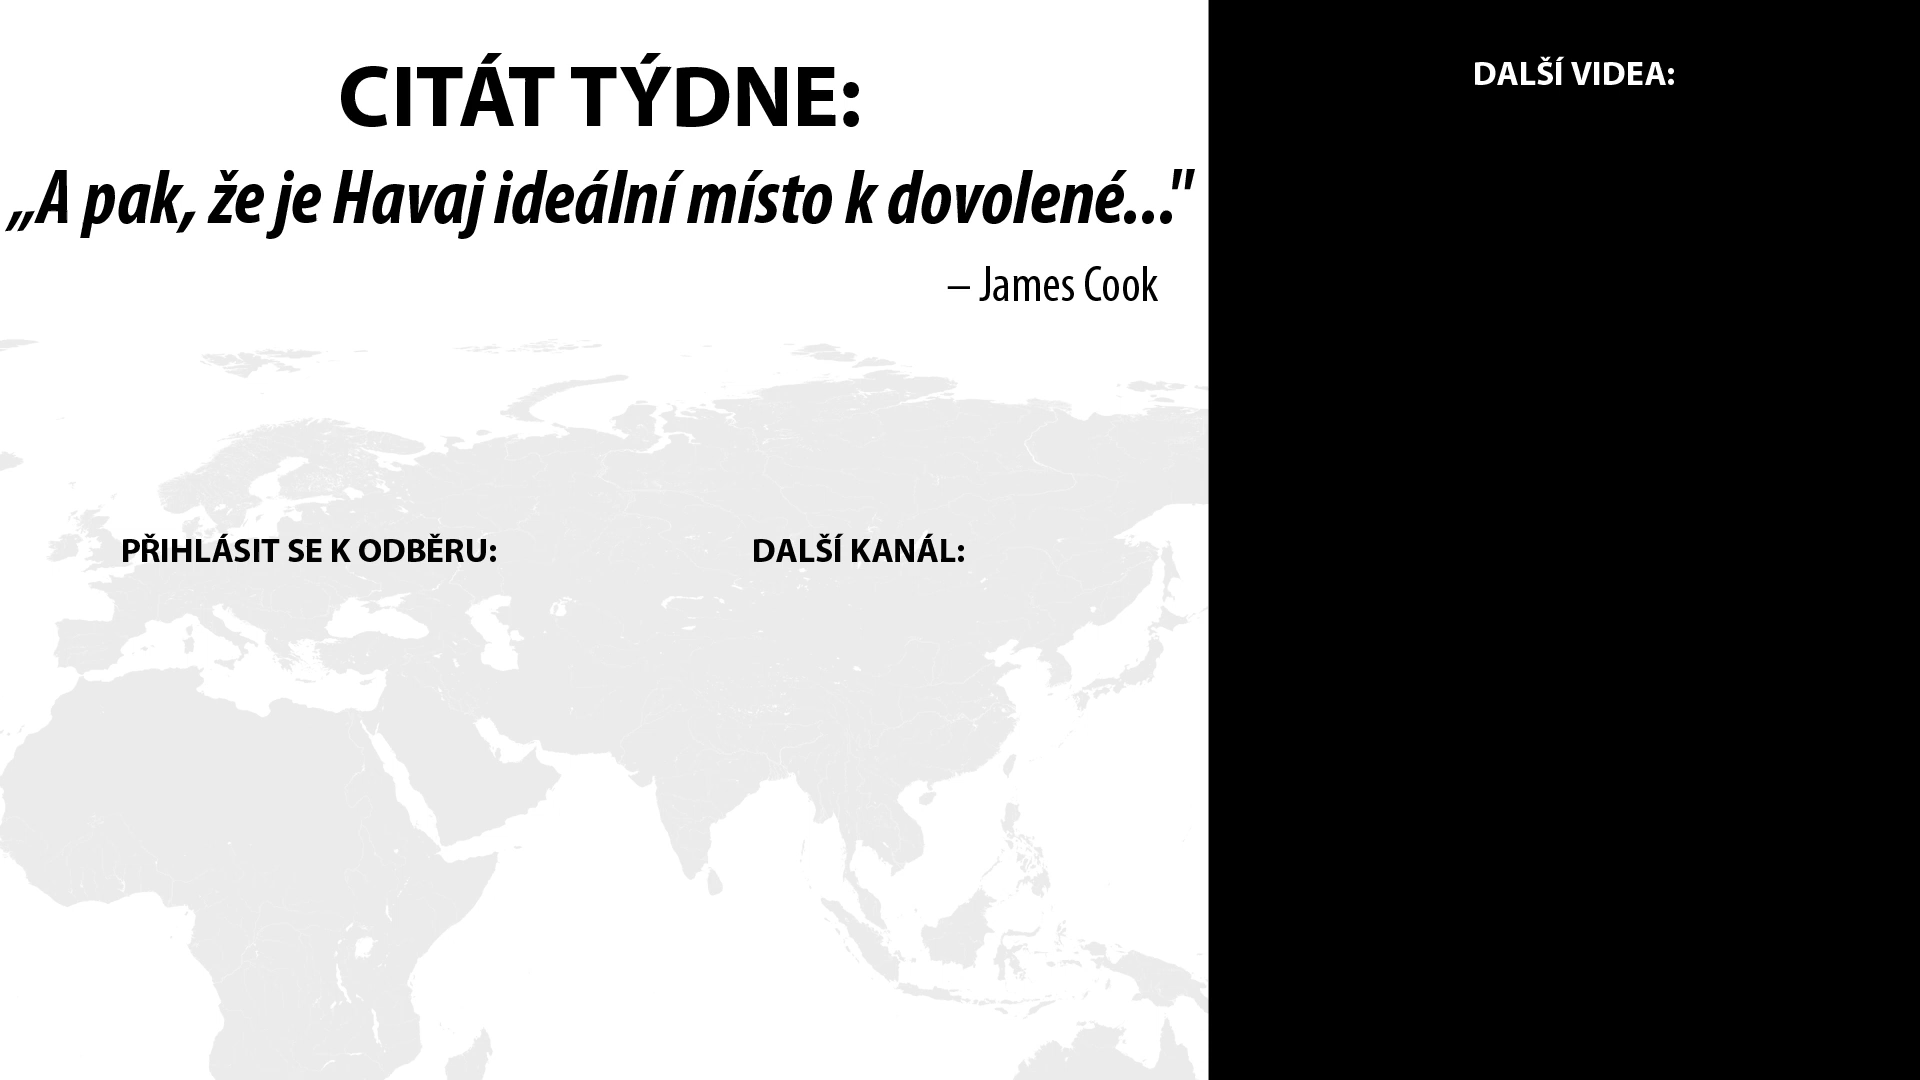 CITÁT TÝDNE:
„A pak, že je Havaj ideální místo k dovolené..."
– James Cook
PŘIHLÁSIT SE K ODBĚRU:
DALŠÍ KANÁL:
DALŠÍ VIDEA: